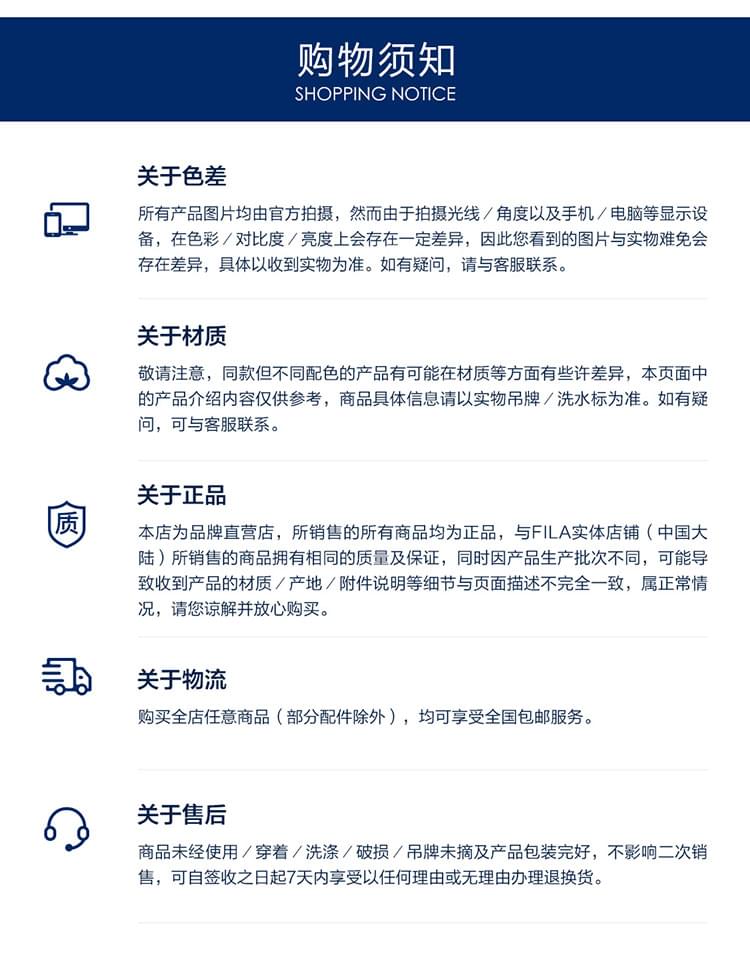 购物须知
SHOPPING NOTICE
关于色差
所有产品图片均由官方拍摄，然而由于拍摄光线/角度以及手机/电脑等显示设
备，在色彩/对比度/亮度上会存在一定差异，因此您看到的图片与实物难免会
存在差异，具体以收到实物为准。如有疑问，请与客服联系。
关于材质
敬请注意，同款但不同配色的产品有可能在材质等方面有些许差异，本页面中
的产品介绍内容仅供参考，商品具体信息请以实物吊牌/洗水标为准。如有疑
问，可与客服联系。
关于正品
质
本店为品牌直营店，所销售的所有商品均为正品，与FILA实体店铺（中国大
陆）所销售的商品拥有相同的质量及保证，同时因产品生产批次不同，可能导
致收到产品的材质/产地/附件说明等细节与页面描述不完全一致，属正常情
况，请您谅解并放心购买。
关于物流
购买全店任意商品（部分配件除外），均可享受全国包邮服务。
关于售后
商品未经使用/穿着/洗涤/破损/吊牌未摘及产品包装完好，不影响二次销
售，可自签收之日起7天内享受以任何理由或无理由办理退换货。